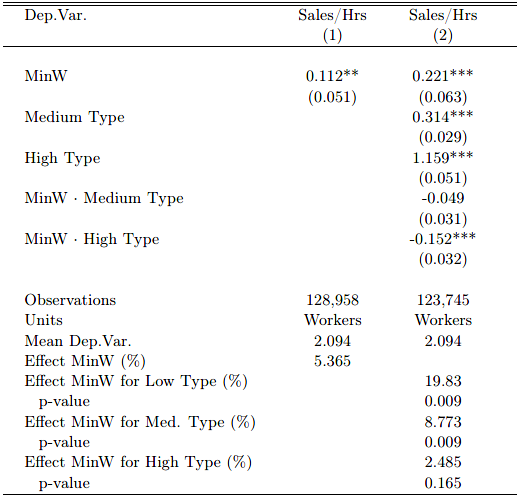 Dep.Var. Sales/Hrs Sales/Hrs
(1) (2)
MinW 0.112** 0.221***
(0.051) (0.063)
Medium Type 0.314***
(0.029)
High Type 1.159***
(0.051)
MinW · Medium Type -0.049
(0.031)
MinW · High Type -0.152***
(0.032)
Observations 128,958 123,745
Units Workers Workers
Mean Dep.Var. 2.094 2.094
Effect MinW (%) 5.365
Effect MinW for Low Type (%) 19.83
p-value 0.009
Effect MinW for Med. Type (%) 8.773
p-value 0.009
Effect MinW for High Type (%) 2.485
p-value 0.165